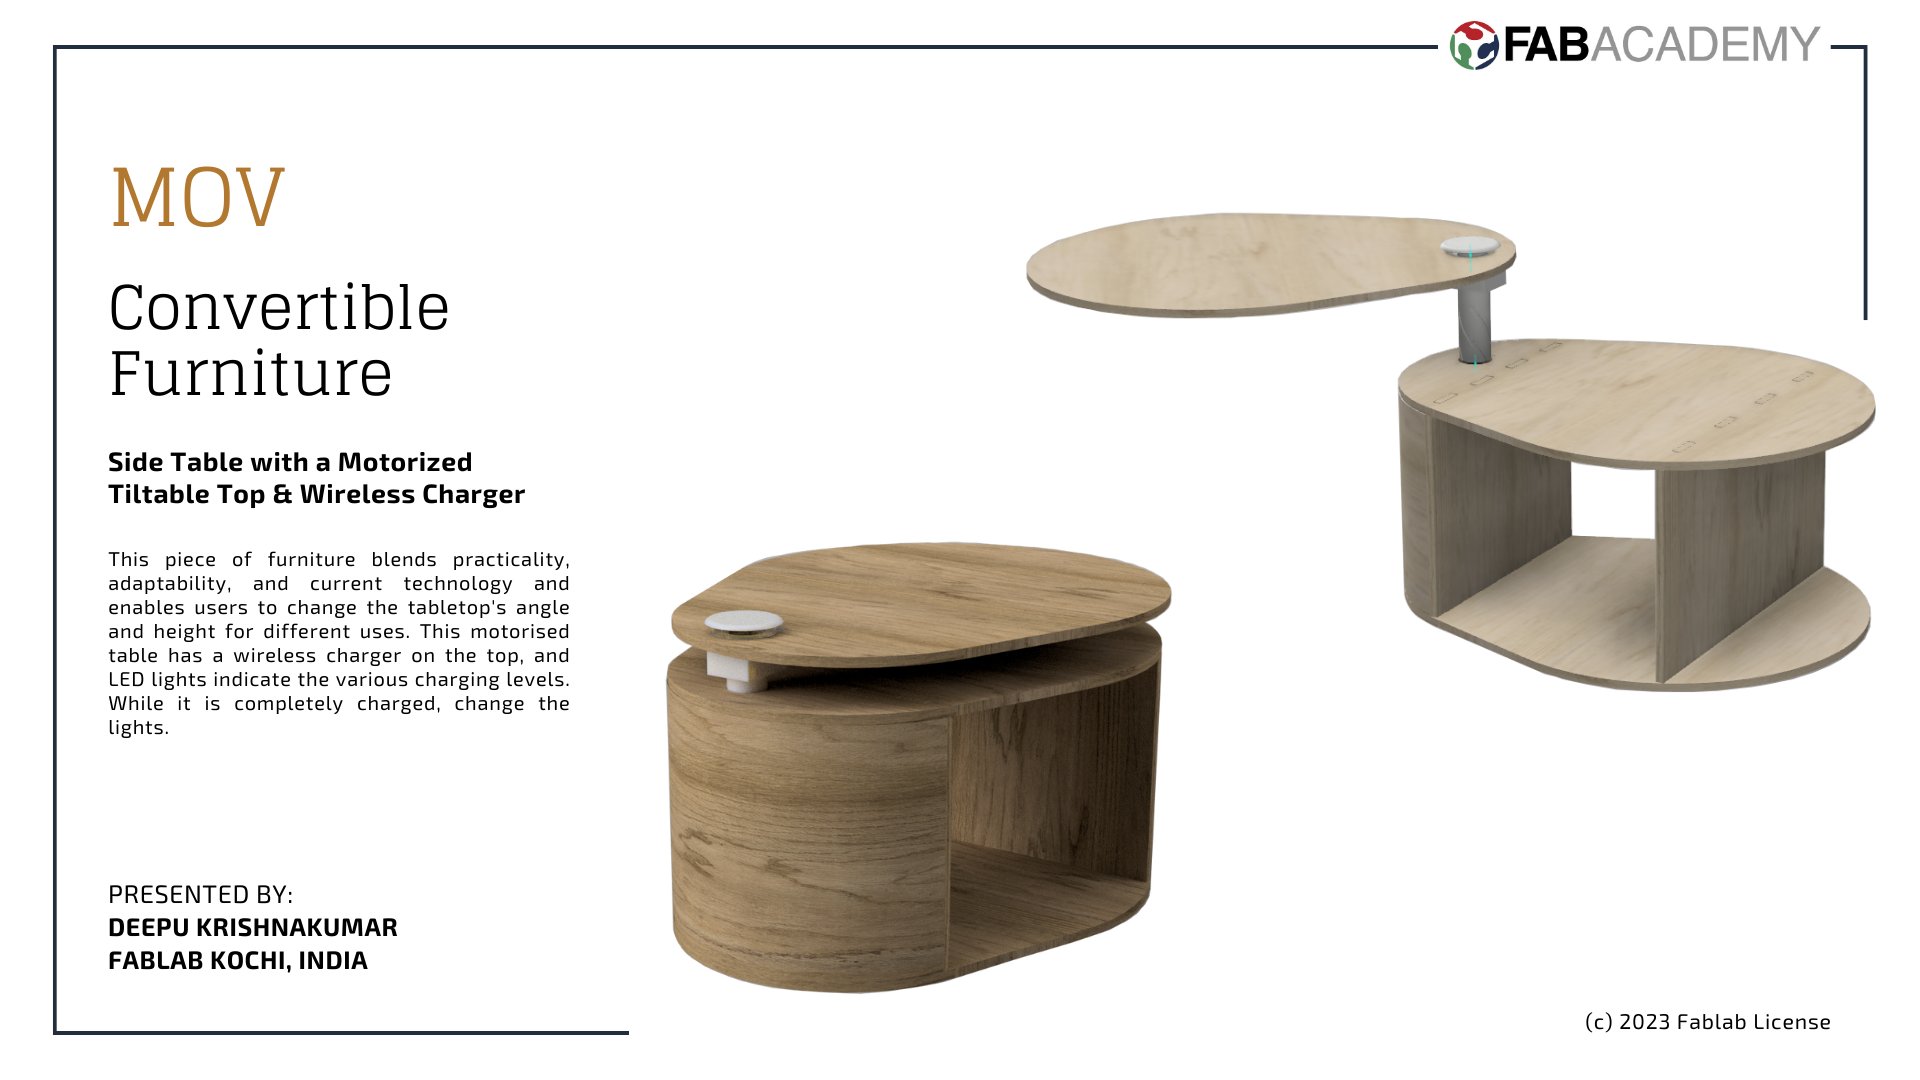 FABACADEMY
MOV
Convertible
Furniture
Side Table with a Motorized
Tiltable Top & Wireless Charger
This piece of furniture blends practicality,
adaptability, and current technology and
enables users to change the tabletop's angle
and height for different uses. This motorised
table has a wireless charger on the top, and
LED lights indicate the various charging levels.
While it is completely charged, change the
lights.
PRESENTED BY:
DEEPU KRISHNAKUMAR
FABLAB KOCHI, INDIA
(c) 2023 Fablab License